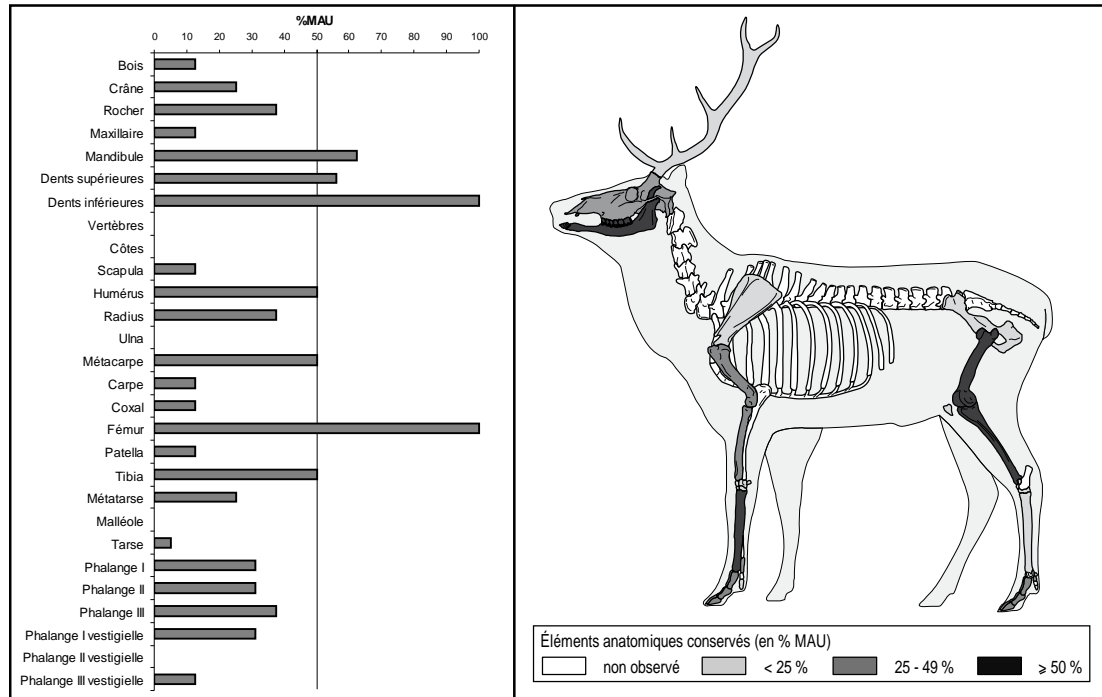 %MAU
0 10 20 30 40 50 60 70 80 90 100
Bois
Crâne
Rocher
Maxillaire
Mandibule
Dents supérieures
Dents inférieures
Vertèbres
Côtes
Scapula
Humérus
Radius
Ulna
Métacarpe
Carpe
Coxal
Fémur
Patella
Tibia
Métatarse
Malléole
Tarse
Phalange I
Phalange II
Phalange III
Phalange I vestigielle
Phalange II vestigielle
Phalange III vestigielle
Éléments anatomiques conservés (en % MAU)
non observé < 25 % 25 - 49 % ⩾ 50 %